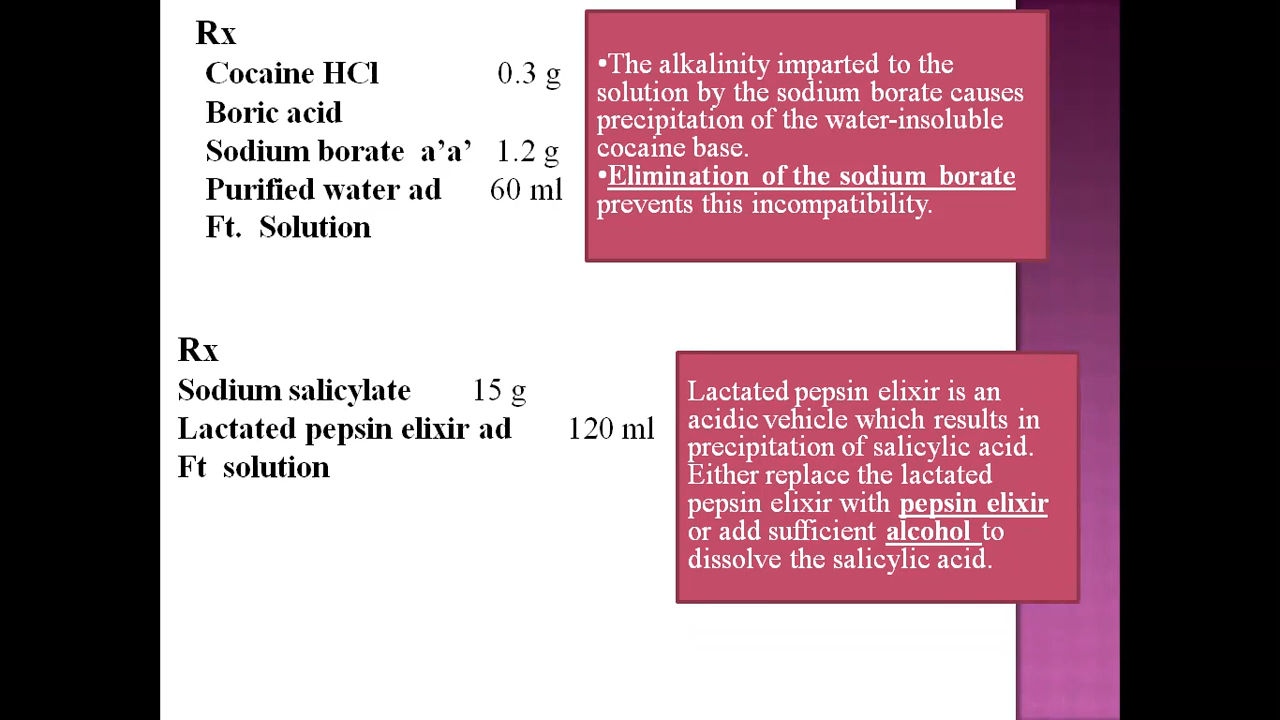 Rx
Cocaine HCl 0.3 g
Boric acid
Sodium borate a’a’ 1.2 g
Purified water ad 60 ml
Ft. Solution
•The alkalinity imparted to the
solution by the sodium borate causes
precipitation of the water-insoluble
cocaine base.
•Elimination of the sodium borate
prevents this incompatibility.
Rx
Sodium salicylate 15 g
Lactated pepsin elixir ad 120 ml
Ft solution
Lactated pepsin elixir is an
acidic vehicle which results in
precipitation of salicylic acid.
Either replace the lactated
pepsin elixir with pepsin elixir
or add sufficient alcohol to
dissolve the salicylic acid.